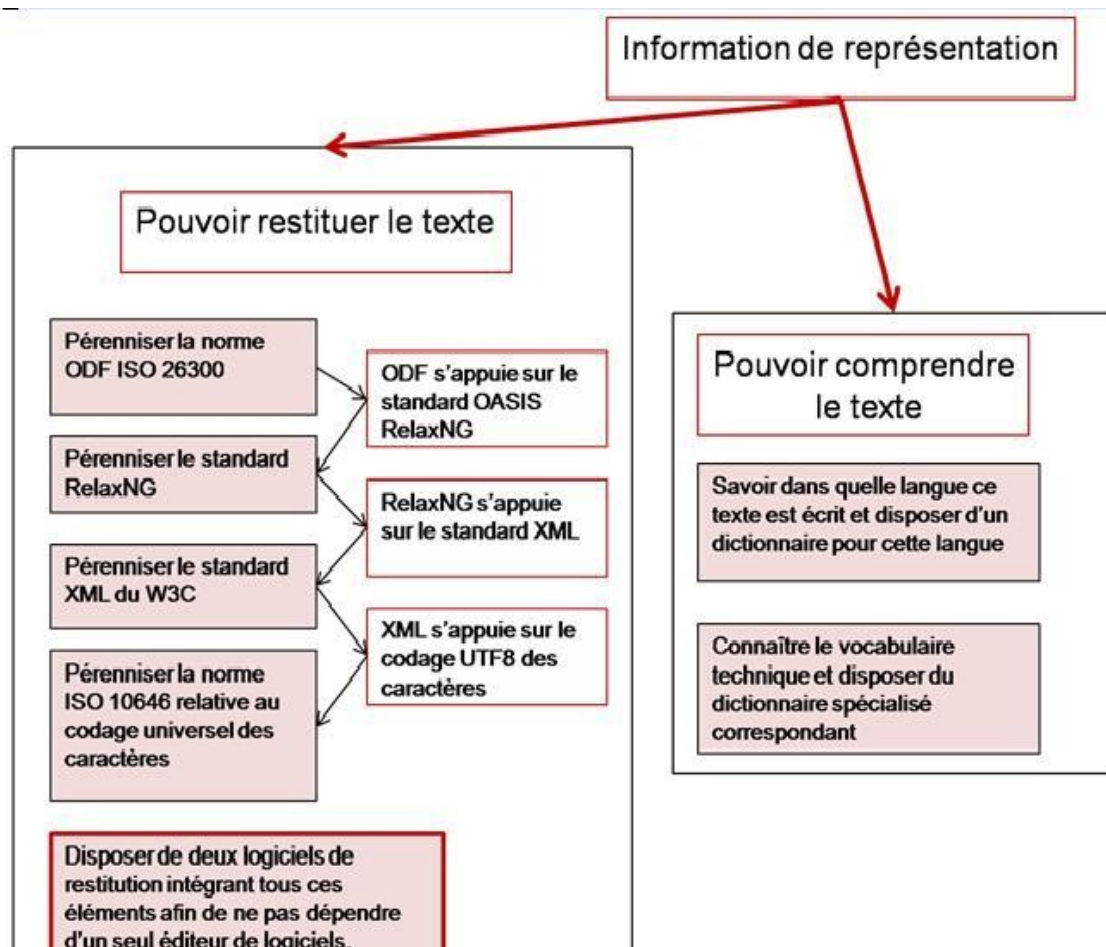 Information de représentation
Pouvoir restituer le texte
Pérenniser la norme
ODF ISO 26300
ODF s'appuie sur le
standard OASIS
RelaxNG
Pérenniser le standard
RelaxNG
RelaxNG s'appuie
sur le standard XML
Pérenniser le standard
XML du W3C
XML s'appuie sur le
codage UTF8 des
caractères
Pérenniser la norme
ISO 10646 relative au
codage universel des
caractères
Disposer de deux logiciels de
restitution intégrant tous ces
éléments afin de ne pas dépendre
d'un seul éditeur de logiciels.
Pouvoir comprendre
le texte
Savoir dans quelle langue ce
texte est écrit et disposer d'un
dictionnaire pour cette langue
Connaître le vocabulaire
technique et disposer du
dictionnaire spécialisé
correspondant